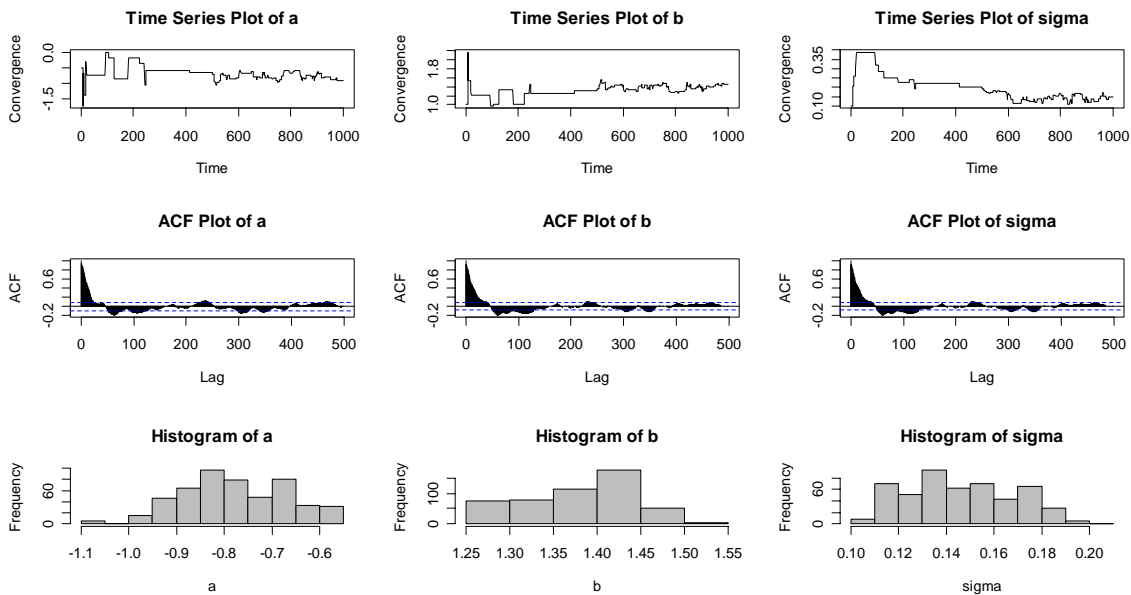 Time Series Plot of a
Time Series Plot of b
Time Series Plot of sigma
Convergence
-1.5 0.0
0 200 400 600 800 1000
Time
Convergence
1.0 1.8
0 200 400 600 800 1000
Time
Convergence
0.10 0.35
0 200 400 600 800 1000
Time
ACF Plot of a
ACF Plot of b
ACF Plot of sigma
ACF
-0.2 0.6
0 100 200 300 400 500
Lag
ACF
-0.2 0.6
0 100 200 300 400 500
Lag
ACF
-0.2 0.6
0 100 200 300 400 500
Lag
Histogram of a
Histogram of b
Histogram of sigma
Frequency
0 60
-1.1 -1.0 -0.9 -0.8 -0.7 -0.6
a
Frequency
0 100
1.25 1.30 1.35 1.40 1.45 1.50 1.55
b
Frequency
0 60
0.10 0.12 0.14 0.16 0.18 0.20
sigma